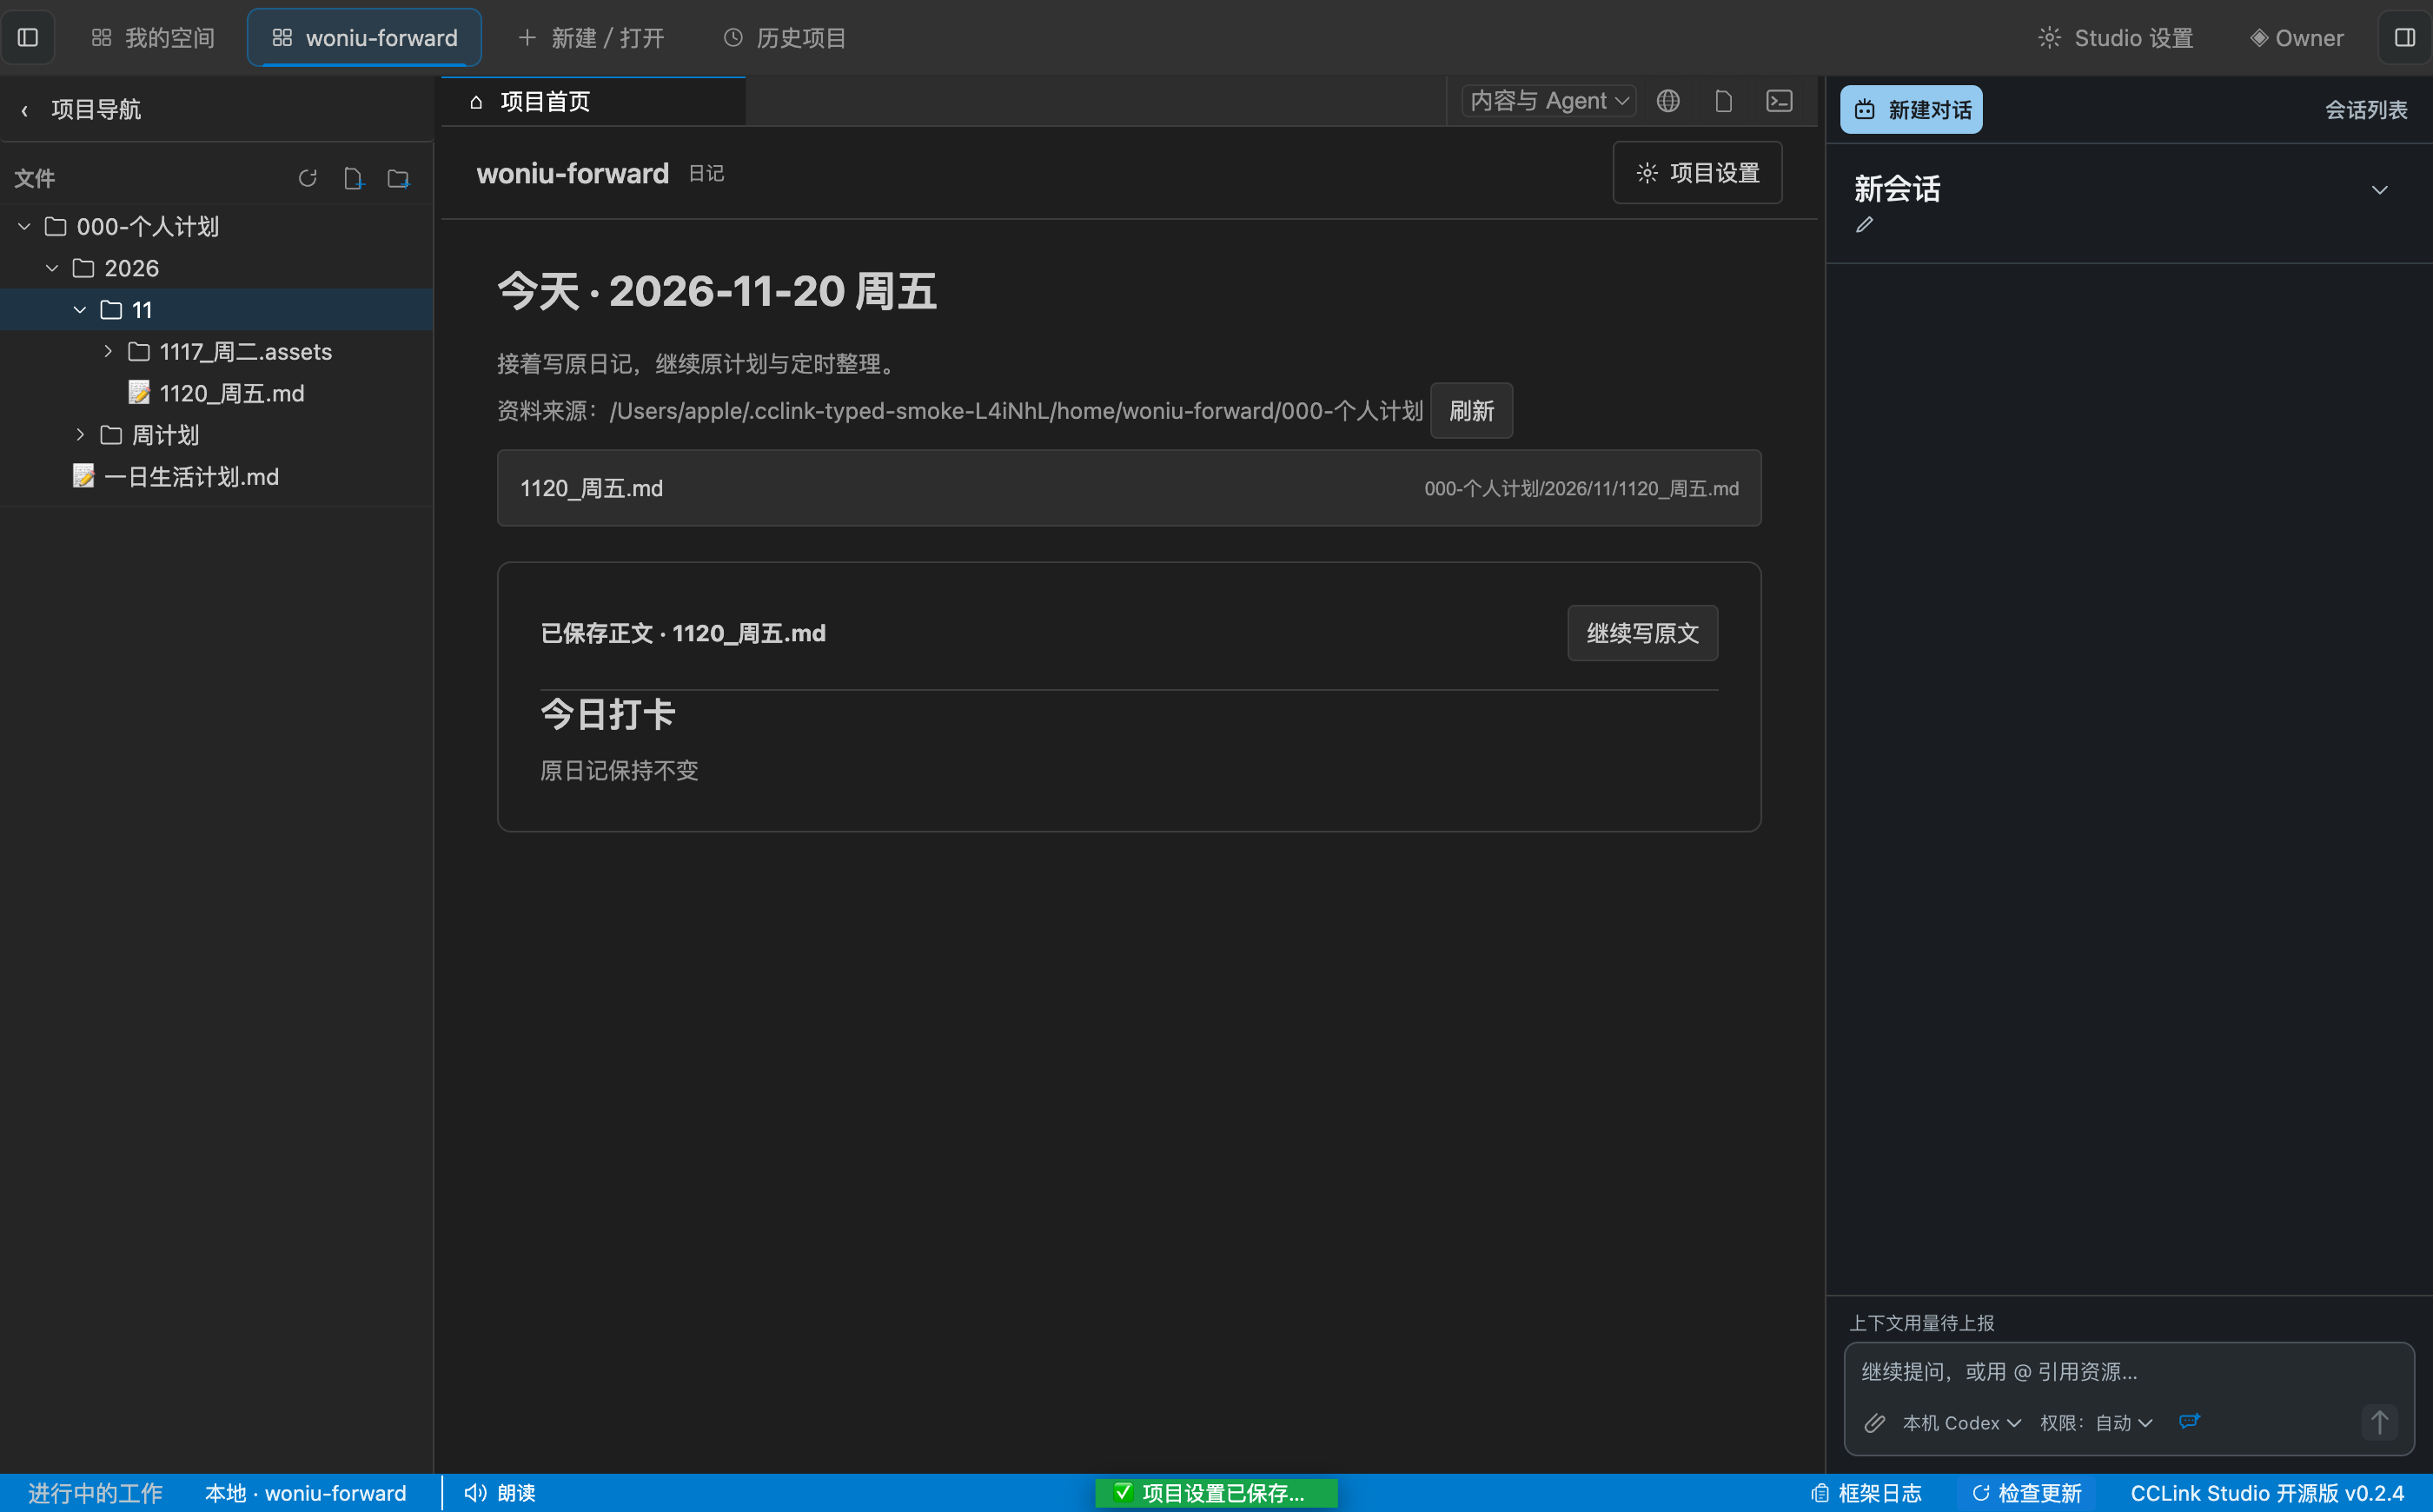 我的空间
woniu-forward
新建 / 打开
历史项目
Studio 设置
Owner
项目导航
文件
000-个人计划
2026
11
1117_周二.assets
1120_周五.md
周计划
一日生活计划.md
项目首页
内容与 Agent
woniu-forward 日记
项目设置
今天 · 2026-11-20 周五
接着写原日记，继续原计划与定时整理。
资料来源：/Users/apple/.cclink-typed-smoke-L4iNhL/home/woniu-forward/000-个人计划 刷新
1120_周五.md 000-个人计划/2026/11/1120_周五.md
已保存正文 · 1120_周五.md 继续写原文
今日打卡
原日记保持不变
新建对话
会话列表
新会话
上下文用量待上报
继续提问，或用 @ 引用资源...
本机 Codex 权限：自动
进行中的工作
本地 · woniu-forward
朗读
项目设置已保存...
框架日志
检查更新
CCLink Studio 开源版 v0.2.4